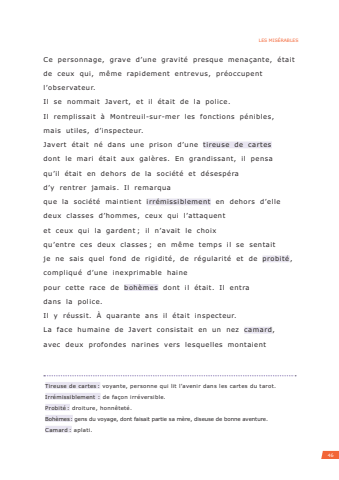 LES MISÉRABLES
Ce personnage, grave d'une gravité presque menaçante, était
de ceux qui, même rapidement entrevus, préoccupent
l'observateur.
Il se nommait Javert, et il était de la police.
Il remplissait à Montreuil-sur-mer les fonctions pénibles,
mais utiles, d'inspecteur.
Javert était né dans une prison d'une tireuse de cartes
dont le mari était aux galères. En grandissant, il pensa
qu'il était en dehors de la société et désespéra
d'y rentrer jamais. Il remarqua
que la société maintient irrémissiblement en dehors d'elle
deux classes d'hommes, ceux qui l'attaquent
et ceux qui la gardent ; il n'avait le choix
qu'entre ces deux classes ; en même temps il se sentait
je ne sais quel fond de rigidité, de régularité et de probité,
compliqué d'une inexprimable haine
pour cette race de bohèmes dont il était. Il entra
dans la police.
Il y réussit. À quarante ans il était inspecteur.
La face humaine de Javert consistait en un nez camard,
avec deux profondes narines vers lesquelles montaient
Tireuse de cartes : voyante, personne qui lit l'avenir dans les cartes du tarot.
Irrémissiblement : de façon irréversible.
Probité : droiture, honnêteté.
Bohèmes : gens du voyage, dont faisait partie sa mère, diseuse de bonne aventure.
Camard : aplati.